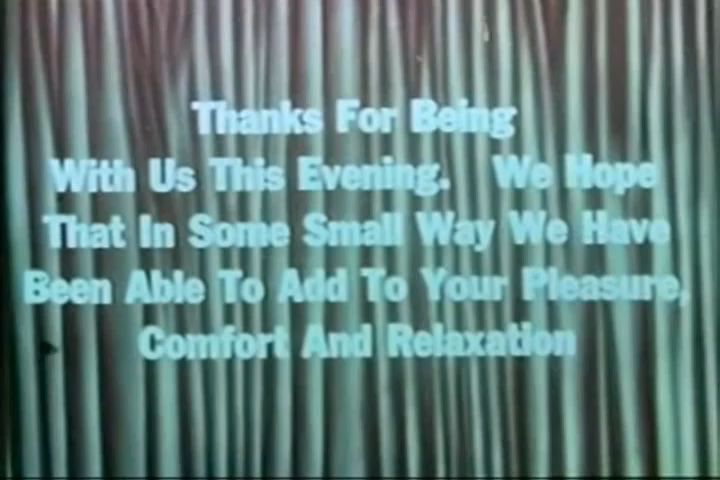 Thanks For Being
With Us This Evening. We Hope
That In Some Small Way We Have
Been Able To Add To Your Pleasure,
Comfort And Relaxation